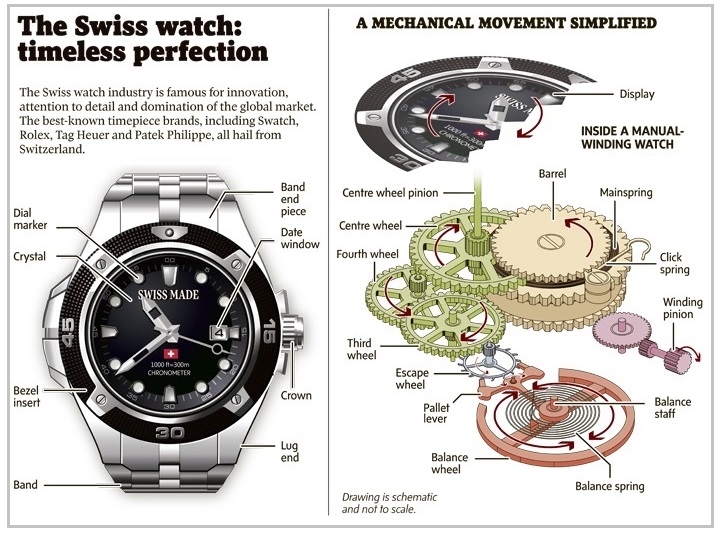 The Swiss watch:
timeless perfection
The Swiss watch industry is famous for innovation,
attention to detail and domination of the global market.
The best-known timepiece brands, including Swatch,
Rolex, Tag Heuer and Patek Philippe, all hail from
Switzerland.
Band
end
piece
Dial
marker
Date
window
Crystal
SWISS MADE
45
4
15
1000 ft=300m
CHRONOMETER
Bezel
insert
Crown
30
Lug
end
Band
A MECHANICAL MOVEMENT SIMPLIFIED
45
SWISS M
1000 ft=300
CHRONOME
30
Display
INSIDE A MANUAL-
WINDING WATCH
Barrel
Centre wheel pinion
Mainspring
Centre wheel
Fourth wheel
Click
spring
Winding
pinion
Third
wheel
Escape
wheel
Pallet
lever
Balance
staff
Balance
wheel
Balance spring
Drawing is schematic
and not to scale.